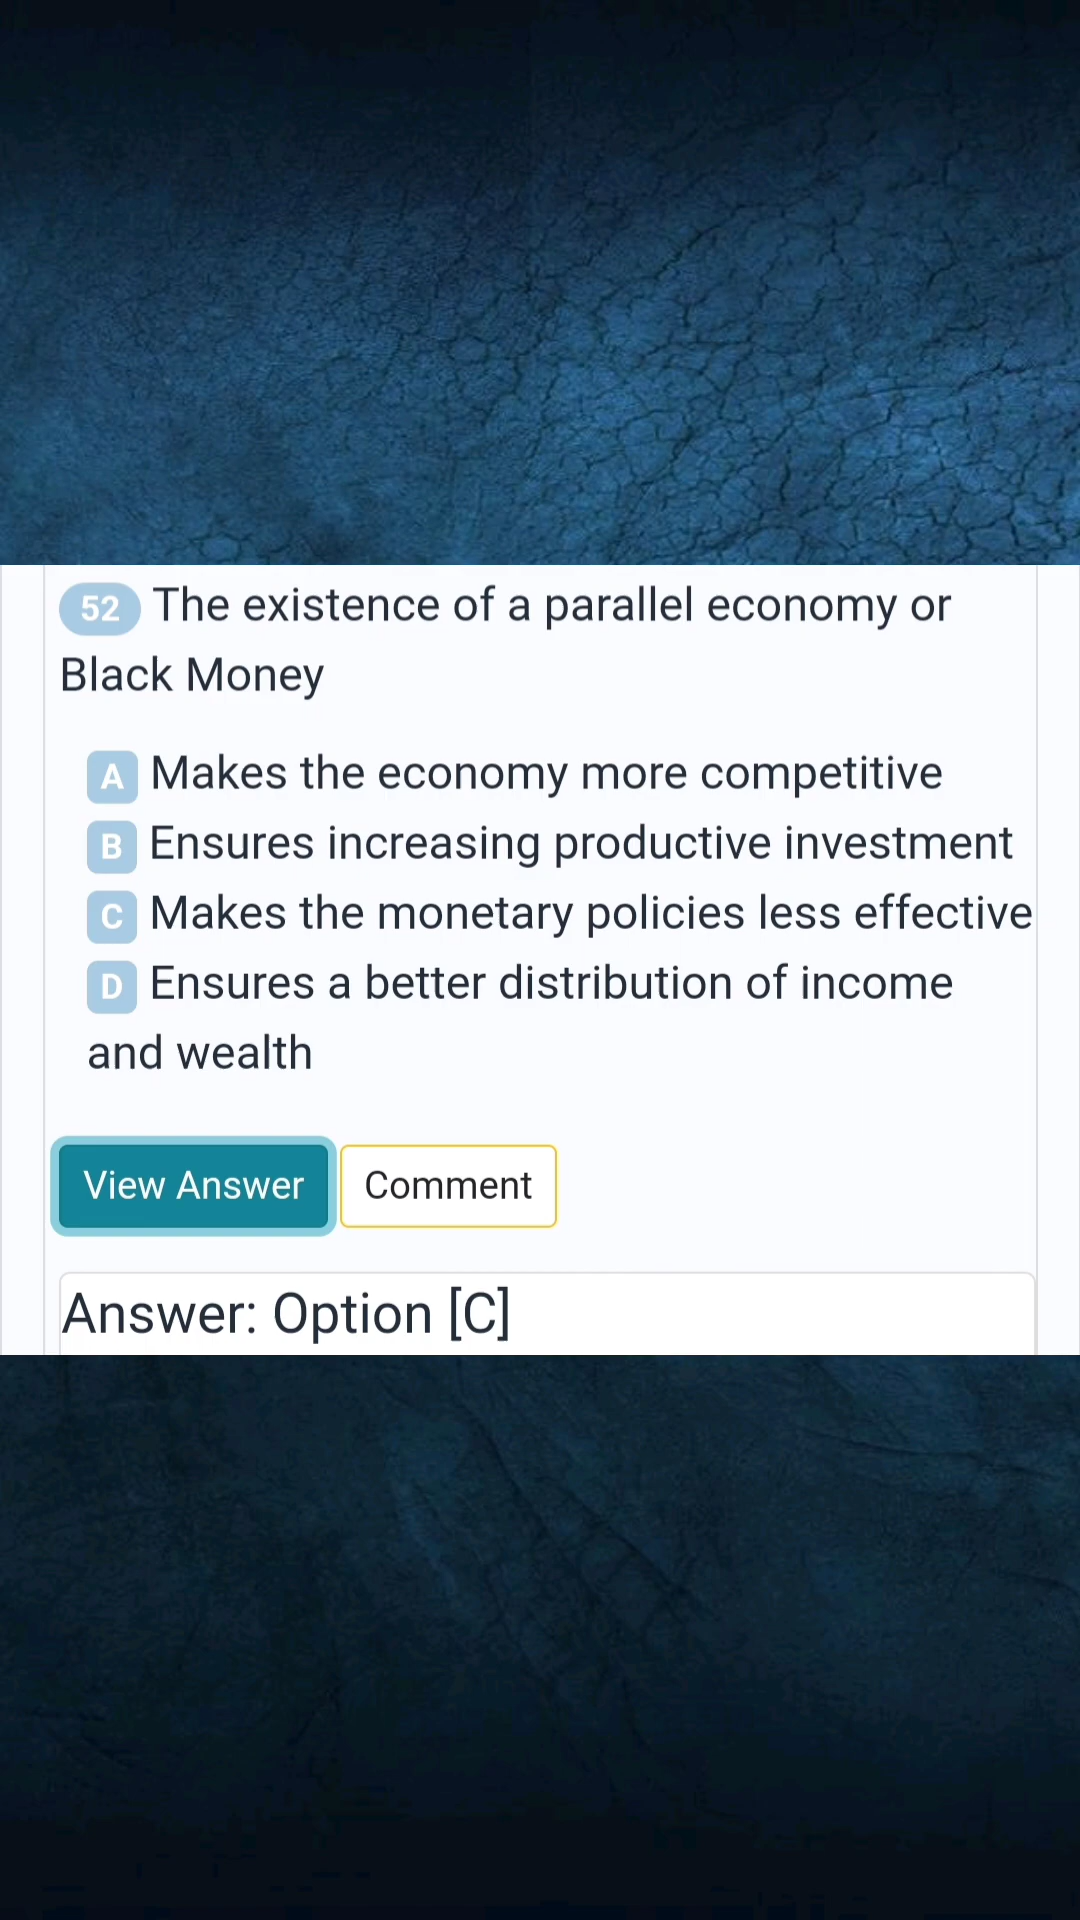 52 The existence of a parallel economy or
Black Money
A Makes the economy more competitive
B Ensures increasing productive investment
C Makes the monetary policies less effective
D Ensures a better distribution of income
and wealth
View Answer Comment
Answer: Option [C]